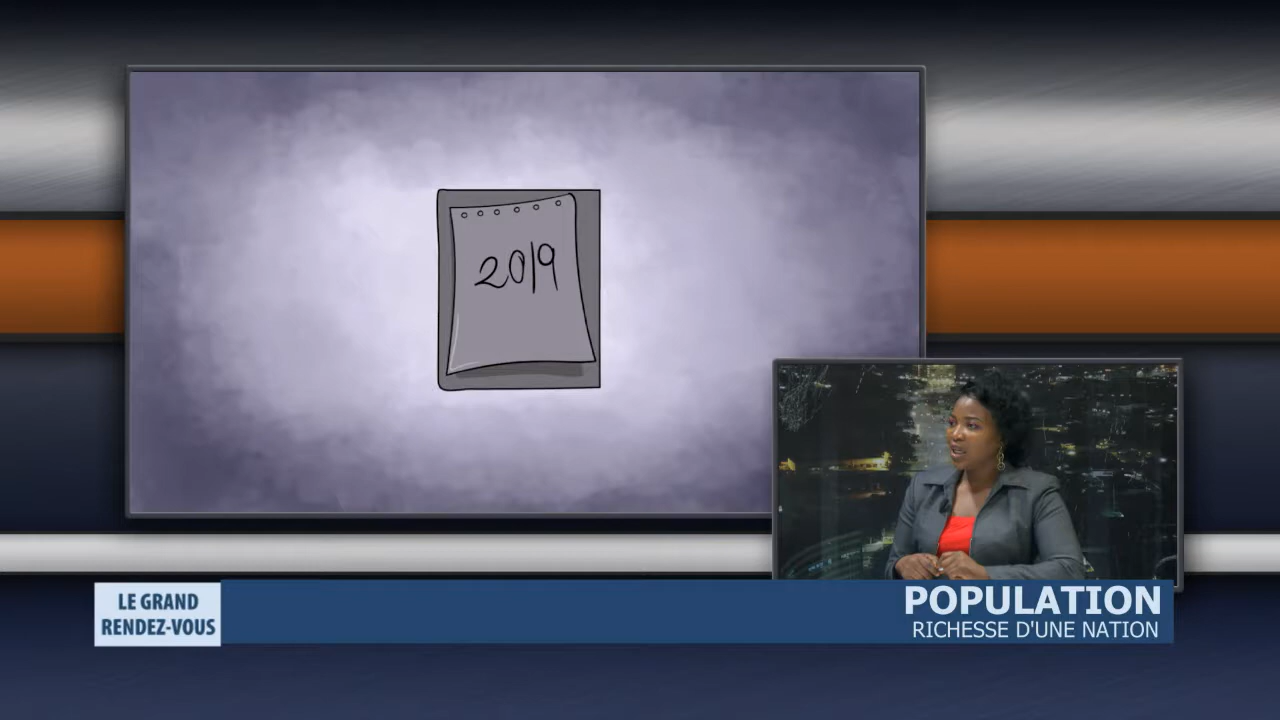 2019
LE GRAND
RENDEZ-VOUS
POPULATION
RICHESSE D'UNE NATION